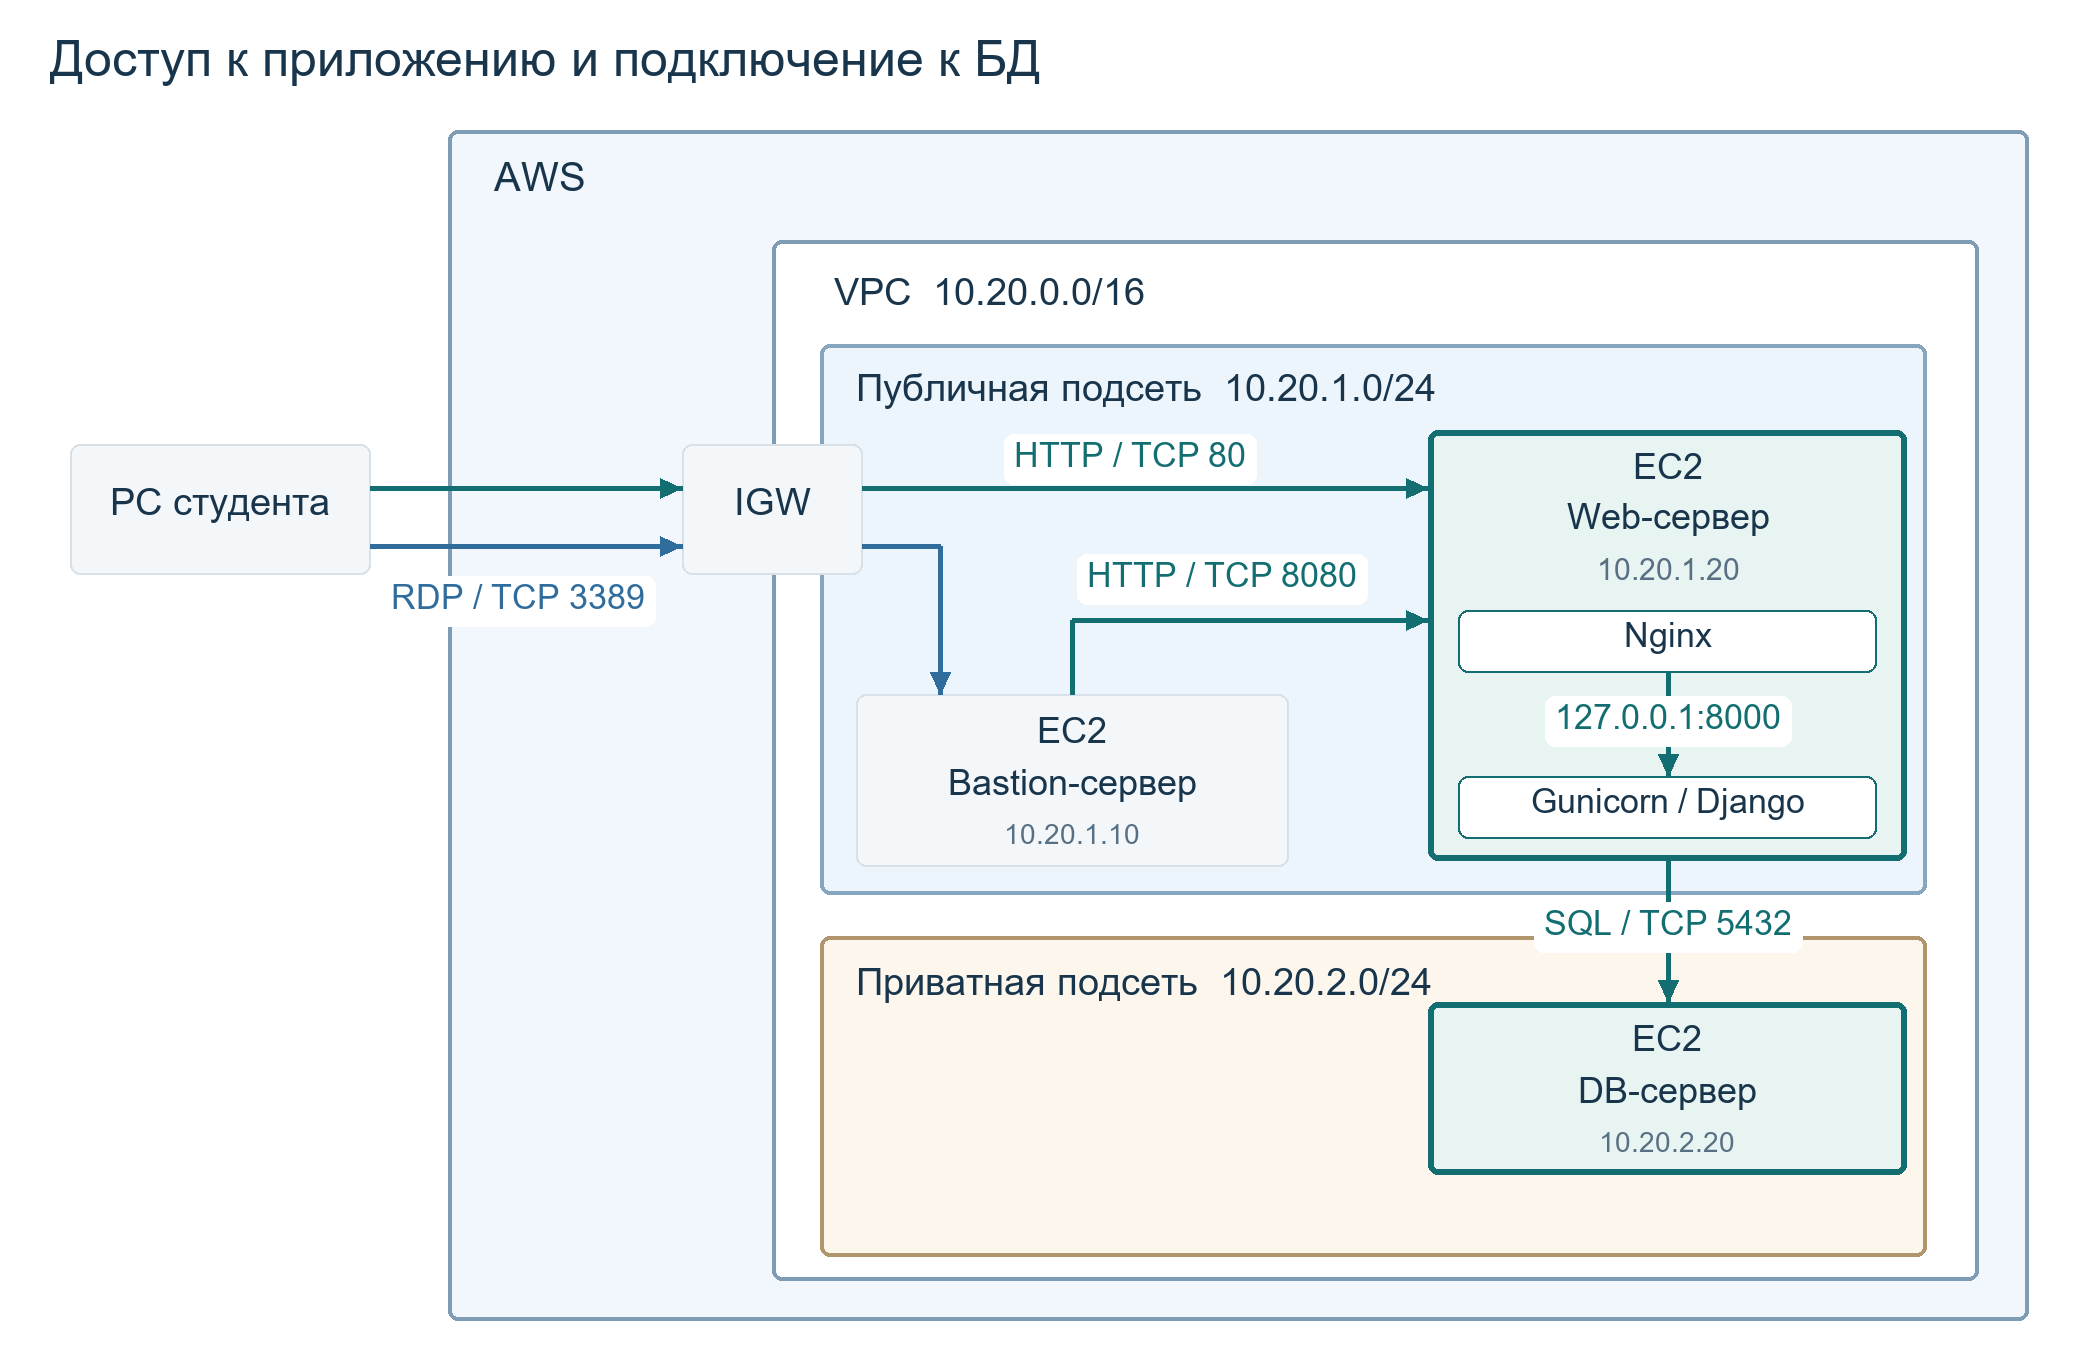 Доступ к приложению и подключение к БД
AWS
VPC 10.20.0.0/16
Публичная подсеть 10.20.1.0/24
PC студента
IGW
RDP / TCP 3389
HTTP / TCP 80
HTTP / TCP 8080
EC2
Web-сервер
10.20.1.20
Nginx
127.0.0.1:8000
Gunicorn / Django
EC2
Bastion-сервер
10.20.1.10
SQL / TCP 5432
Приватная подсеть 10.20.2.0/24
EC2
DB-сервер
10.20.2.20